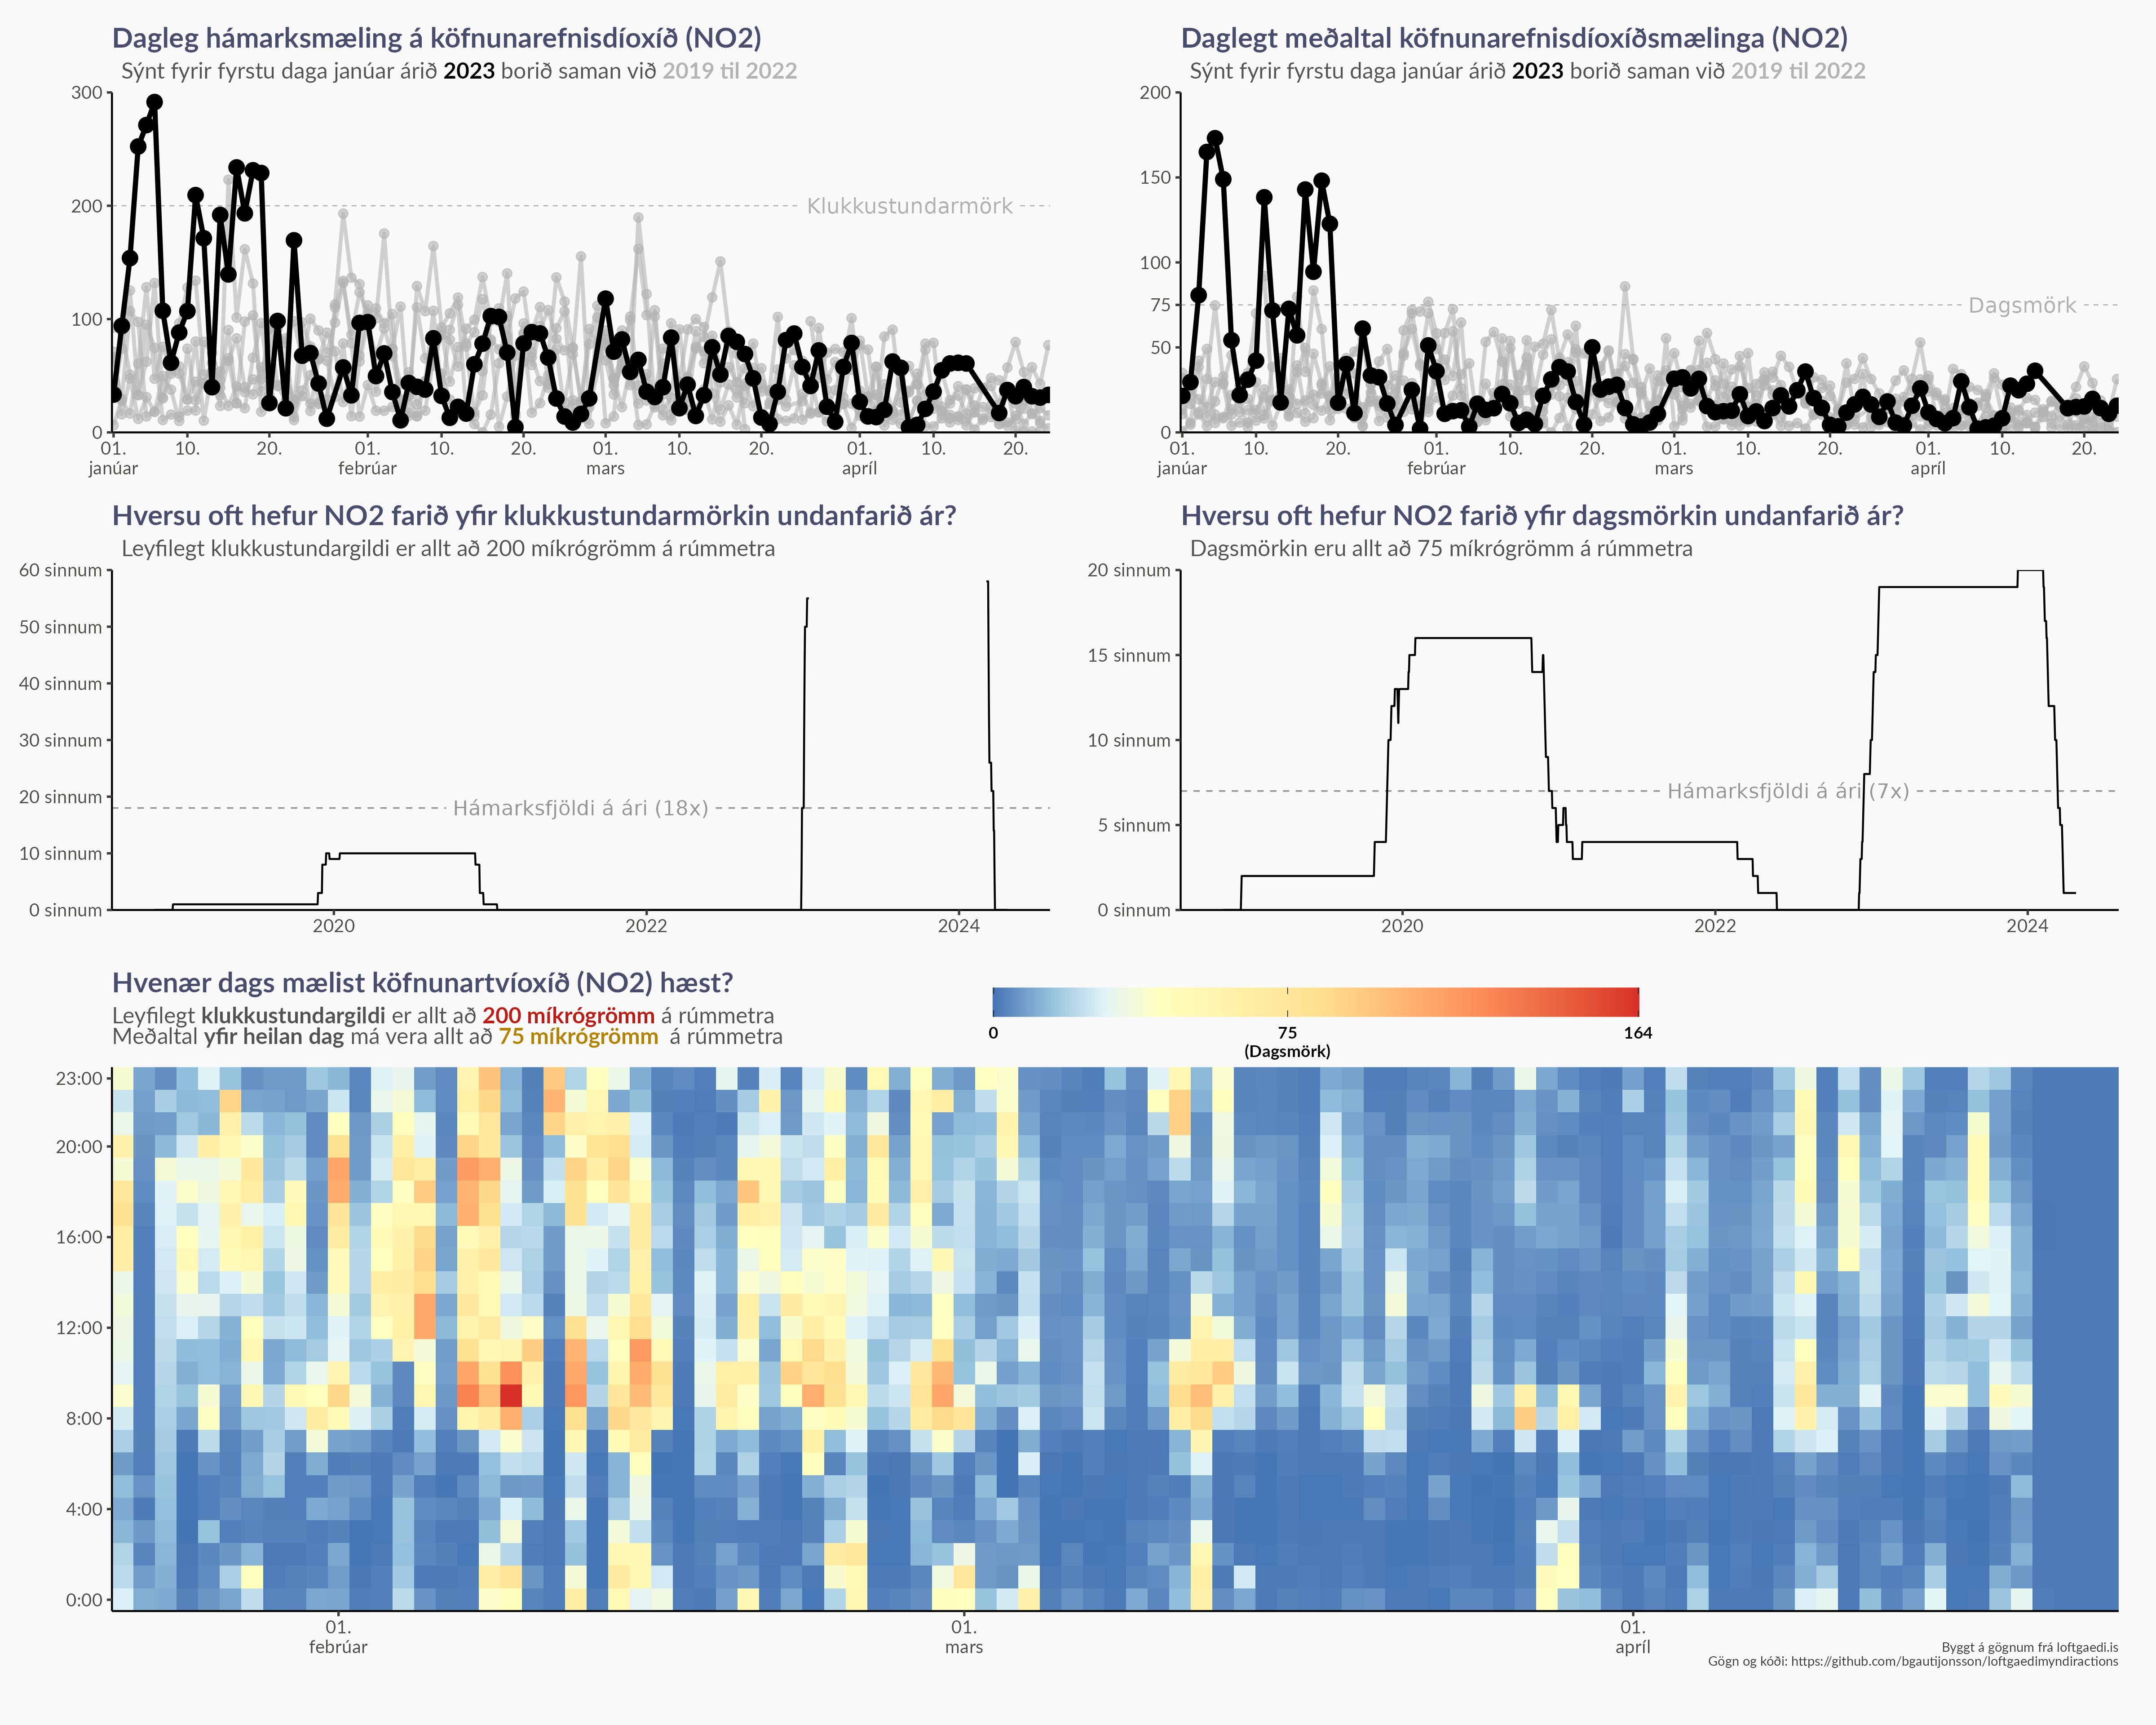 Dagleg hámarksmæling á köfnunarefnisdíoxíð (NO2)
Sýnt fyrir fyrstu daga janúar árið 2023 borið saman við 2019 til 2022
300
200
100
0
Klukkustundarmörk
01. 10. 20. 01. 10. 20. 01. 10. 20. 01. 10. 20.
janúar febrúar mars apríl
Daglegt meðaltal köfnunarefnisdíoxíðsmælinga (NO2)
Sýnt fyrir fyrstu daga janúar árið 2023 borið saman við 2019 til 2022
200
150
100
75
50
0
Dagsmörk
01. 10. 20. 01. 10. 20. 01. 10. 20. 01. 10. 20.
janúar febrúar mars apríl
Hversu oft hefur NO2 farið yfir klukkustundarmörkin undanfarið ár?
Leyfilegt klukkustundargildi er allt að 200 míkrógrömm á rúmmetra
60 sinnum
50 sinnum
40 sinnum
30 sinnum
20 sinnum
10 sinnum
0 sinnum
Hámarksfjöldi á ári (18x)
2020 2022 2024
Hversu oft hefur NO2 farið yfir dagsmörkin undanfarið ár?
Dagsmörkin eru allt að 75 míkrógrömm á rúmmetra
20 sinnum
15 sinnum
10 sinnum
5 sinnum
0 sinnum
Hámarksfjöldi á ári (7x)
2020 2022 2024
Hvenær dags mælist köfnunartvíoxíð (NO2) hæst?
Leyfilegt klukkustundargildi er allt að 200 míkrógrömm á rúmmetra
Meðaltal yfir heilan dag má vera allt að 75 míkrógrömm á rúmmetra
0 75 164
(Dagsmörk)
23:00
20:00
16:00
12:00
8:00
4:00
0:00
01. 01. 01.
febrúar mars apríl
Byggt á gögnum frá loftgaedi.is
Gögn og kóði: https://github.com/bgautijonsson/loftgaedimyndiractions